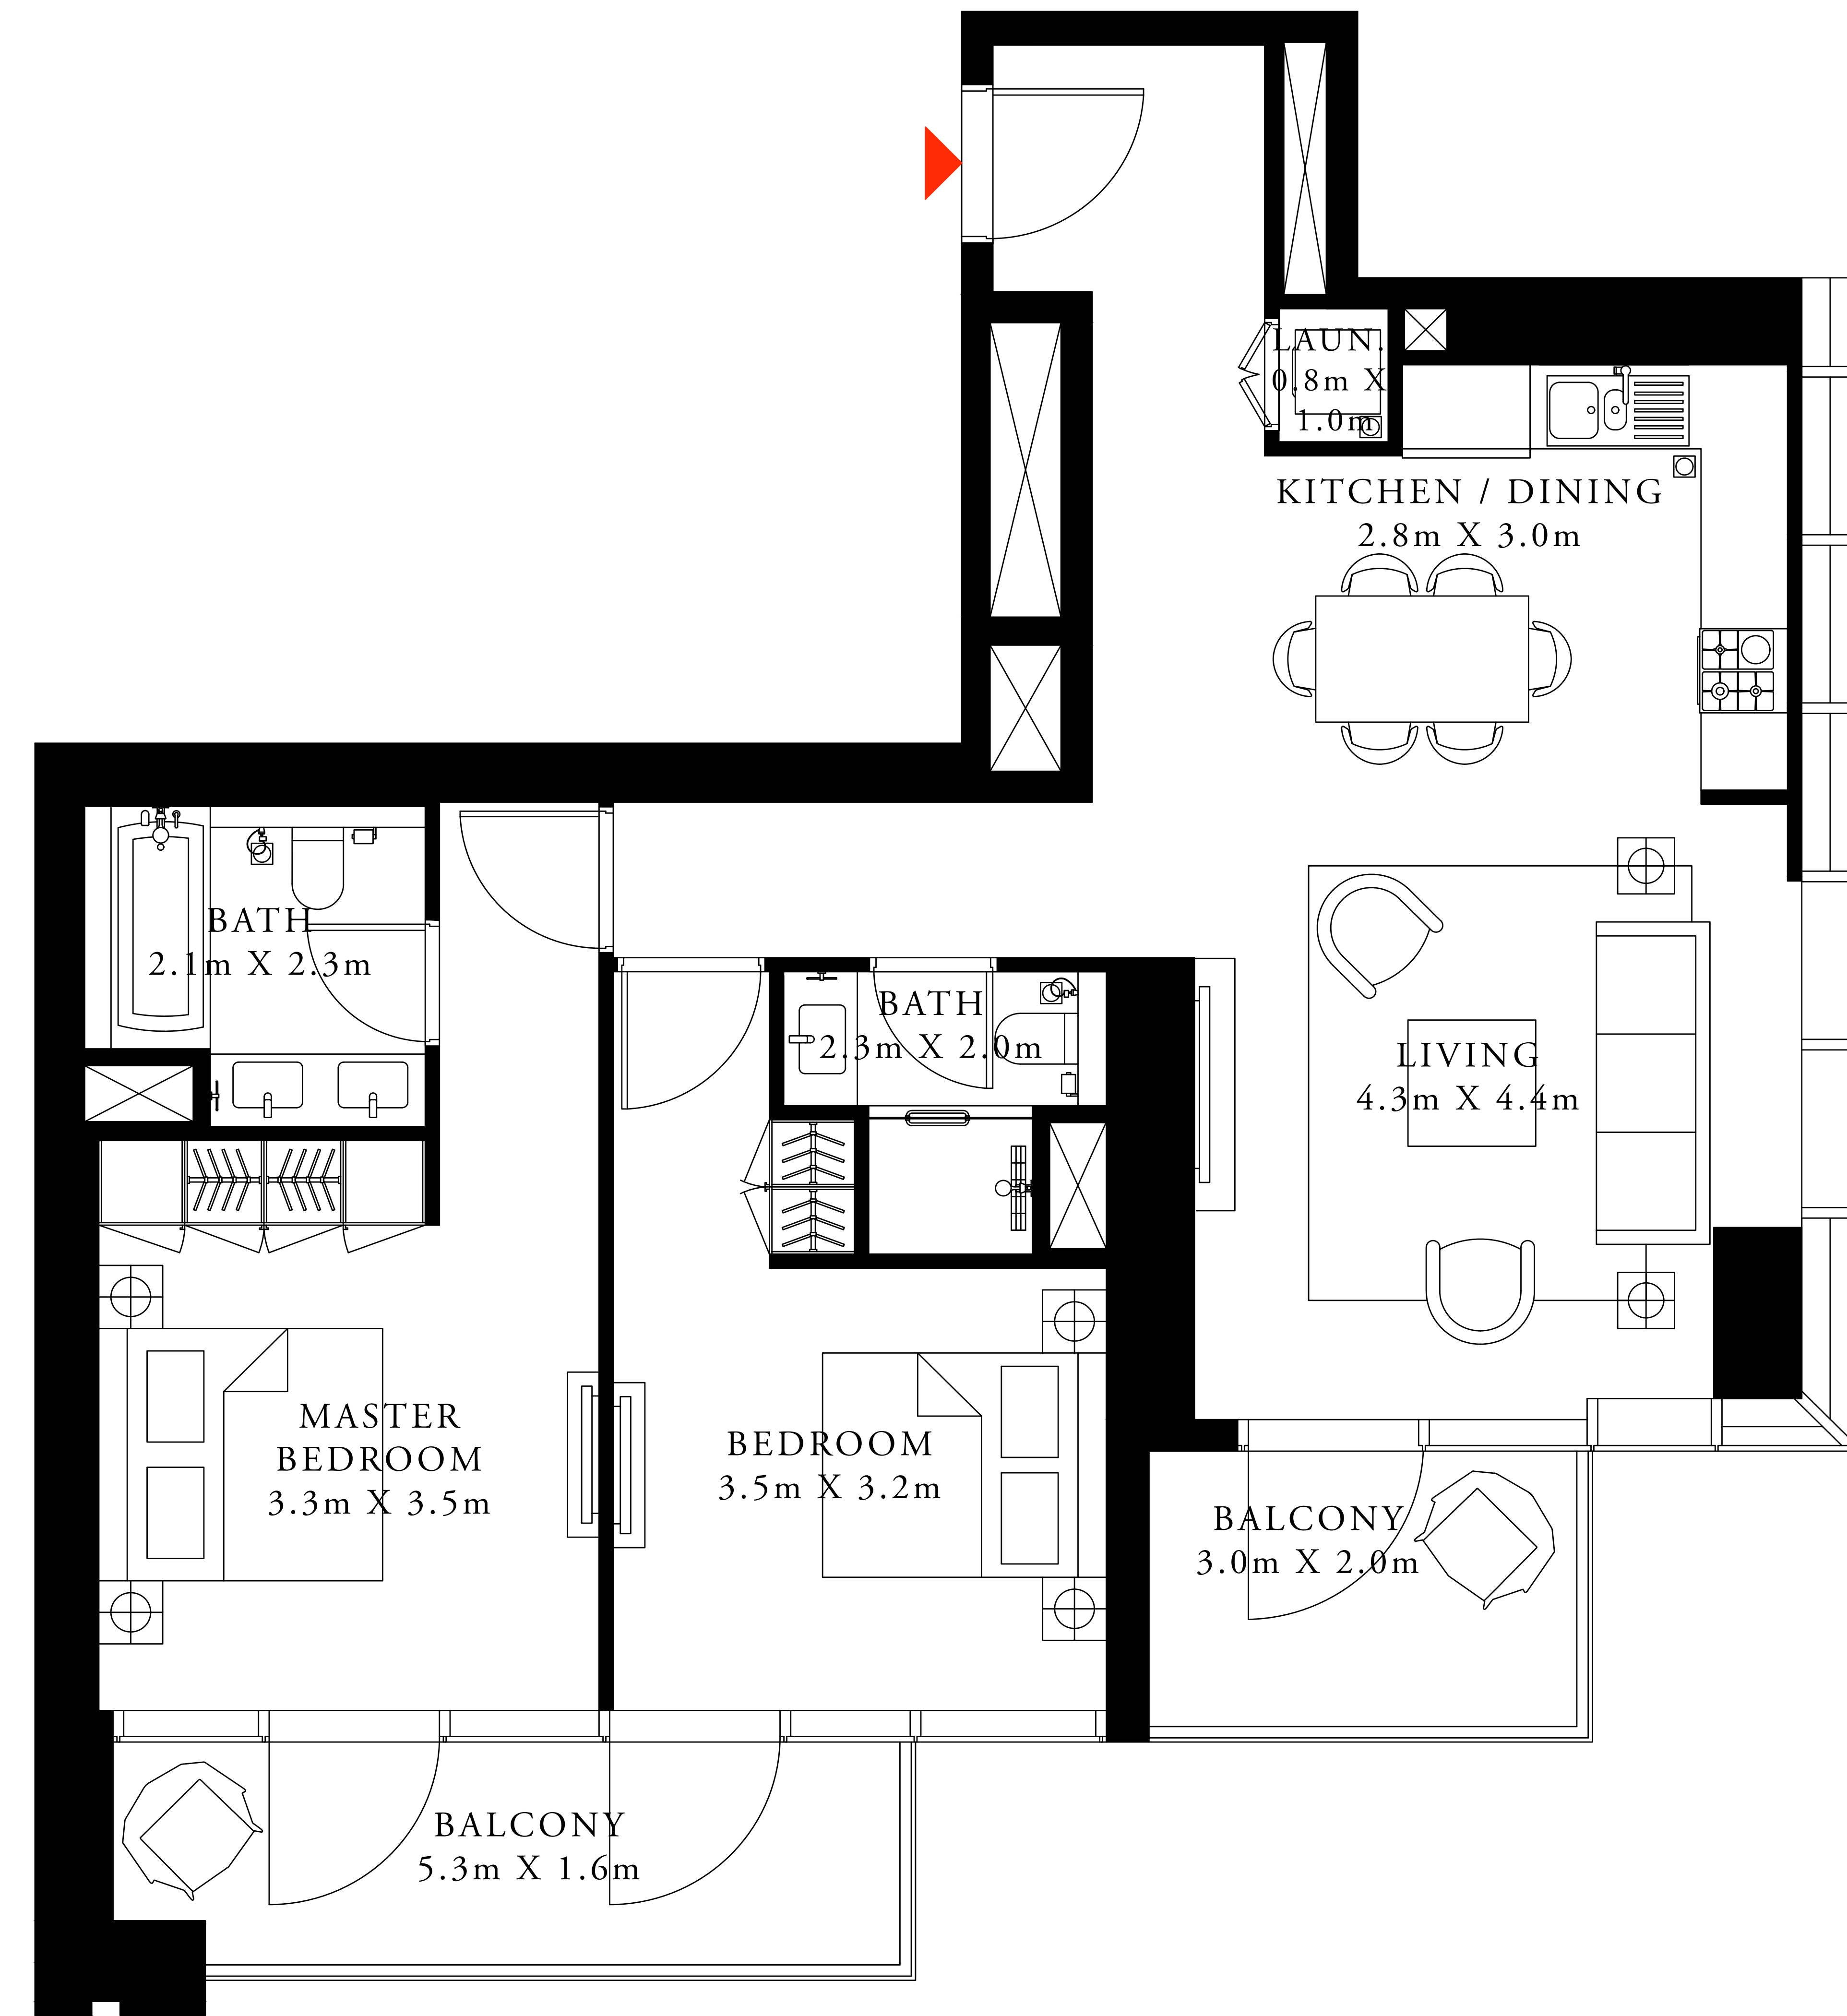 LAUN.
0.8m X
1.0m
KITCHEN / DINING
2.8m X 3.0m
BATH
2.1m X 2.3m
BATH
2.3m X 2.0m
LIVING
4.3m X 4.4m
MASTER
BEDROOM
3.3m X 3.5m
BEDROOM
3.5m X 3.2m
BALCONY
3.0m X 2.0m
BALCONY
5.3m X 1.6m